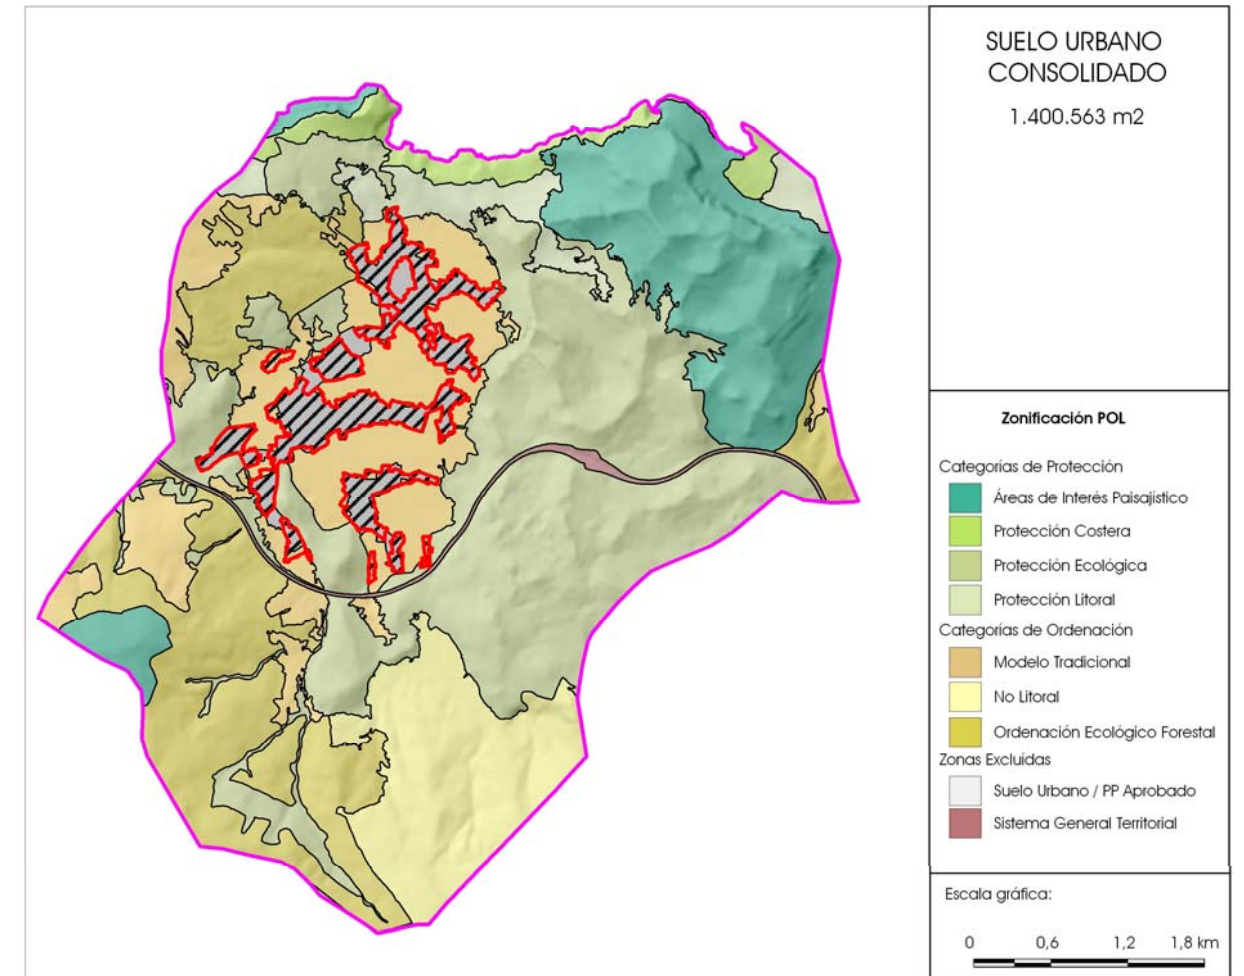 SUELO URBANO
CONSOLIDADO
1.400.563 m2
Zonificación POL
Categorías de Protección
Áreas de Interés Paisajístico
Protección Costera
Protección Ecológica
Protección Litoral
Categorías de Ordenación
Modelo Tradicional
No Litoral
Ordenación Ecológico Forestal
Zonas Excluídas
Suelo Urbano / PP Aprobado
Sistema General Territorial
Escala gráfica:
0 0,6 1,2 1,8 km